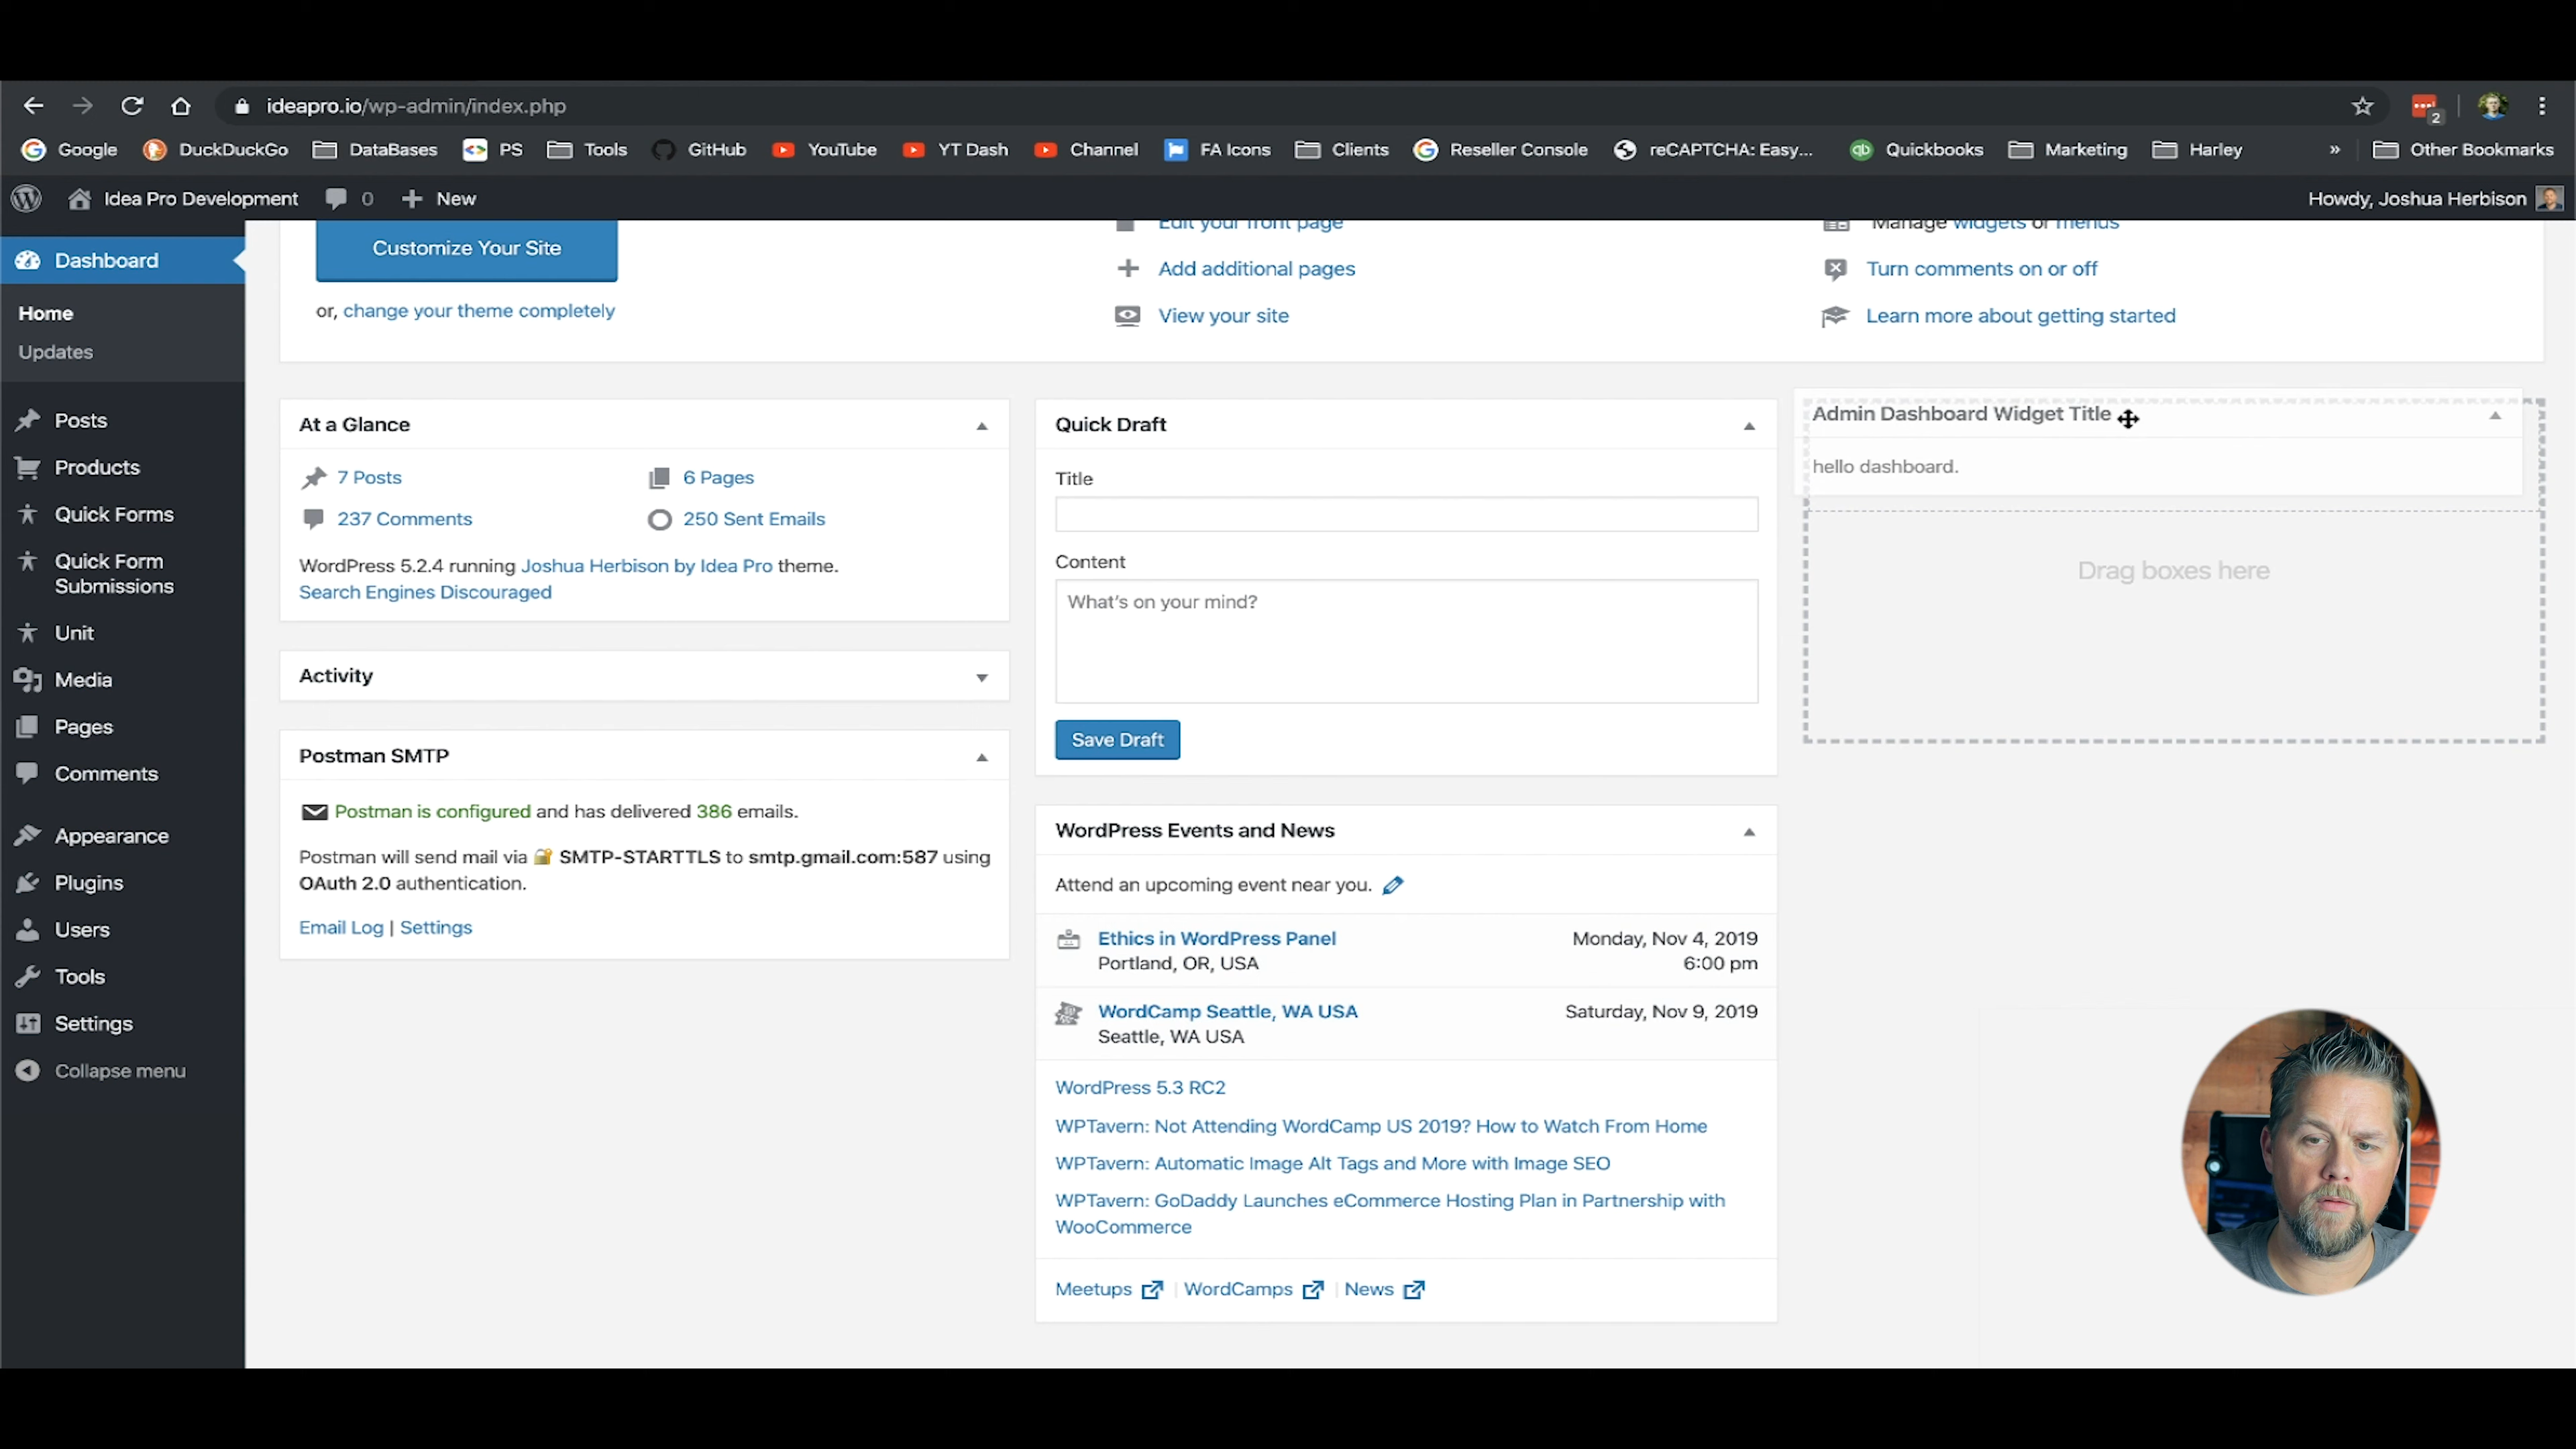 ideapro.io/wp-admin/index.php
2
Google DuckDuckGo DataBases PS Tools GitHub YouTube YT Dash Channel FA Icons Clients Reseller Console reCAPTCHA: Easy... Quickbooks Marketing Harley » Other Bookmarks
Idea Pro Development 0 New Howdy, Joshua Herbison
Dashboard
Home
Updates
Posts
Products
Quick Forms
Quick Form
Submissions
Unit
Media
Pages
Comments
Appearance
Plugins
Users
Tools
Settings
Collapse menu
Customize Your Site
or, change your theme completely
Edit your front page
Add additional pages
View your site
Manage widgets or menus
Turn comments on or off
Learn more about getting started
At a Glance
7 Posts 6 Pages
237 Comments 250 Sent Emails
WordPress 5.2.4 running Joshua Herbison by Idea Pro theme.
Search Engines Discouraged
Activity
Postman SMTP
Postman is configured and has delivered 386 emails.
Postman will send mail via SMTP-STARTTLS to smtp.gmail.com:587 using
OAuth 2.0 authentication.
Email Log | Settings
Quick Draft
Title
Content
What's on your mind?
Save Draft
WordPress Events and News
Attend an upcoming event near you.
Ethics in WordPress Panel Monday, Nov 4, 2019
Portland, OR, USA 6:00 pm
WordCamp Seattle, WA USA Saturday, Nov 9, 2019
Seattle, WA USA
WordPress 5.3 RC2
WPTavern: Not Attending WordCamp US 2019? How to Watch From Home
WPTavern: Automatic Image Alt Tags and More with Image SEO
WPTavern: GoDaddy Launches eCommerce Hosting Plan in Partnership with
WooCommerce
Meetups | WordCamps | News
Admin Dashboard Widget Title
hello dashboard.
Drag boxes here